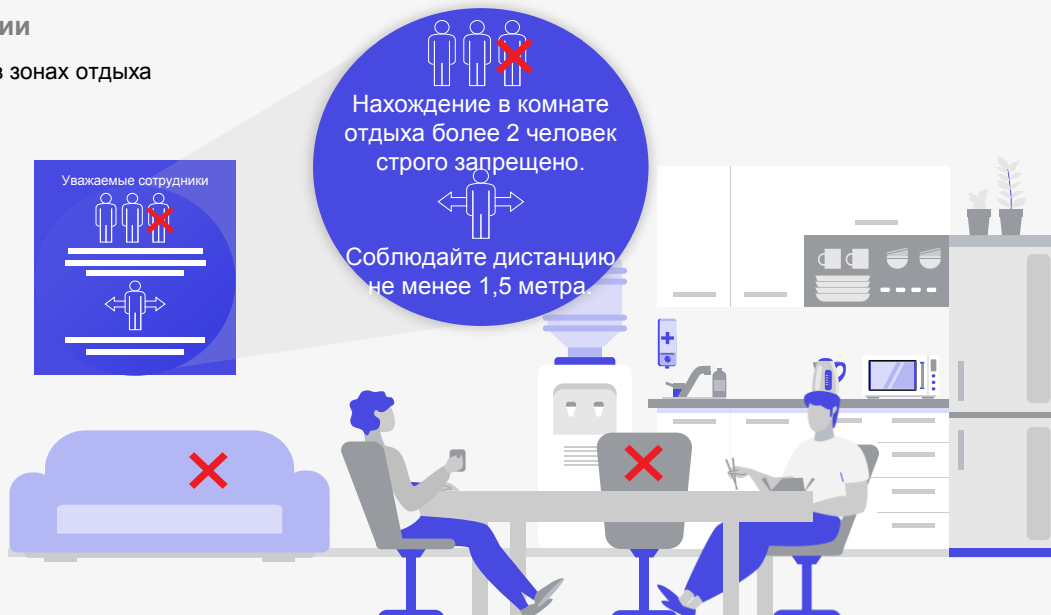 ии
в зонах отдыха
Нахождение в комнате
отдыха более 2 человек
строго запрещено.
Соблюдайте дистанцию
не менее 1,5 метра.
Уважаемые сотрудники